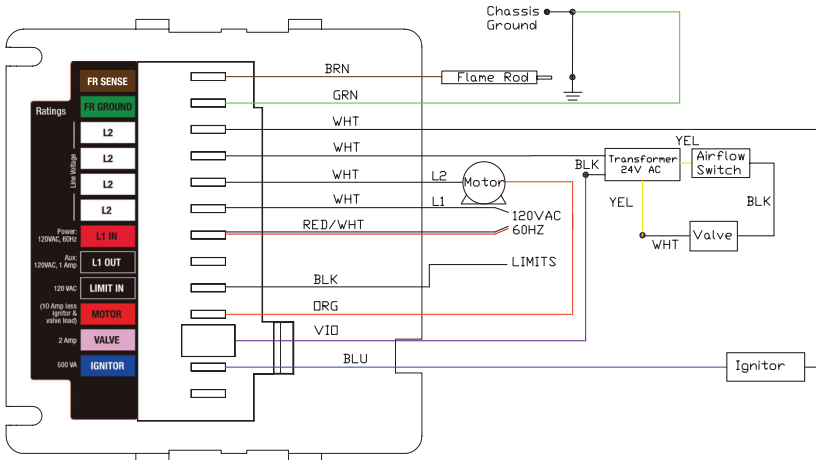 Chassis
Ground
BRN
Flame Rod
GRN
WHT
WHT
WHT
L2
Motor
WHT
L1
RED/WHT
120VAC
60HZ
LIMITS
BLK
ORG
VIO
BLU
Ignitor
BLK
Transformer
24V AC
YEL
Airflow
Switch
YEL
BLK
WHT
Valve
Ratings
Line Voltage
FR SENSE
FR GROUND
L2
L2
L2
L2
Power:
120VAC, 60Hz
L1 IN
Aux:
120VAC, 1 Amp
L1 OUT
120 VAC
LIMIT IN
(10 Amp less
ignitor &
valve load)
MOTOR
2 Amp
VALVE
500 VA
IGNITOR